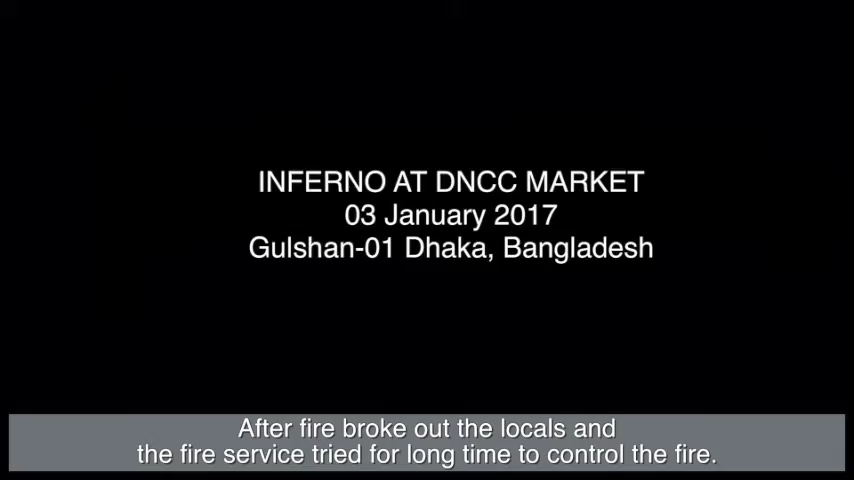 INFERNO AT DNCC MARKET
03 January 2017
Gulshan-01 Dhaka, Bangladesh
After fire broke out the locals and
the fire service tried for long time to control the fire.